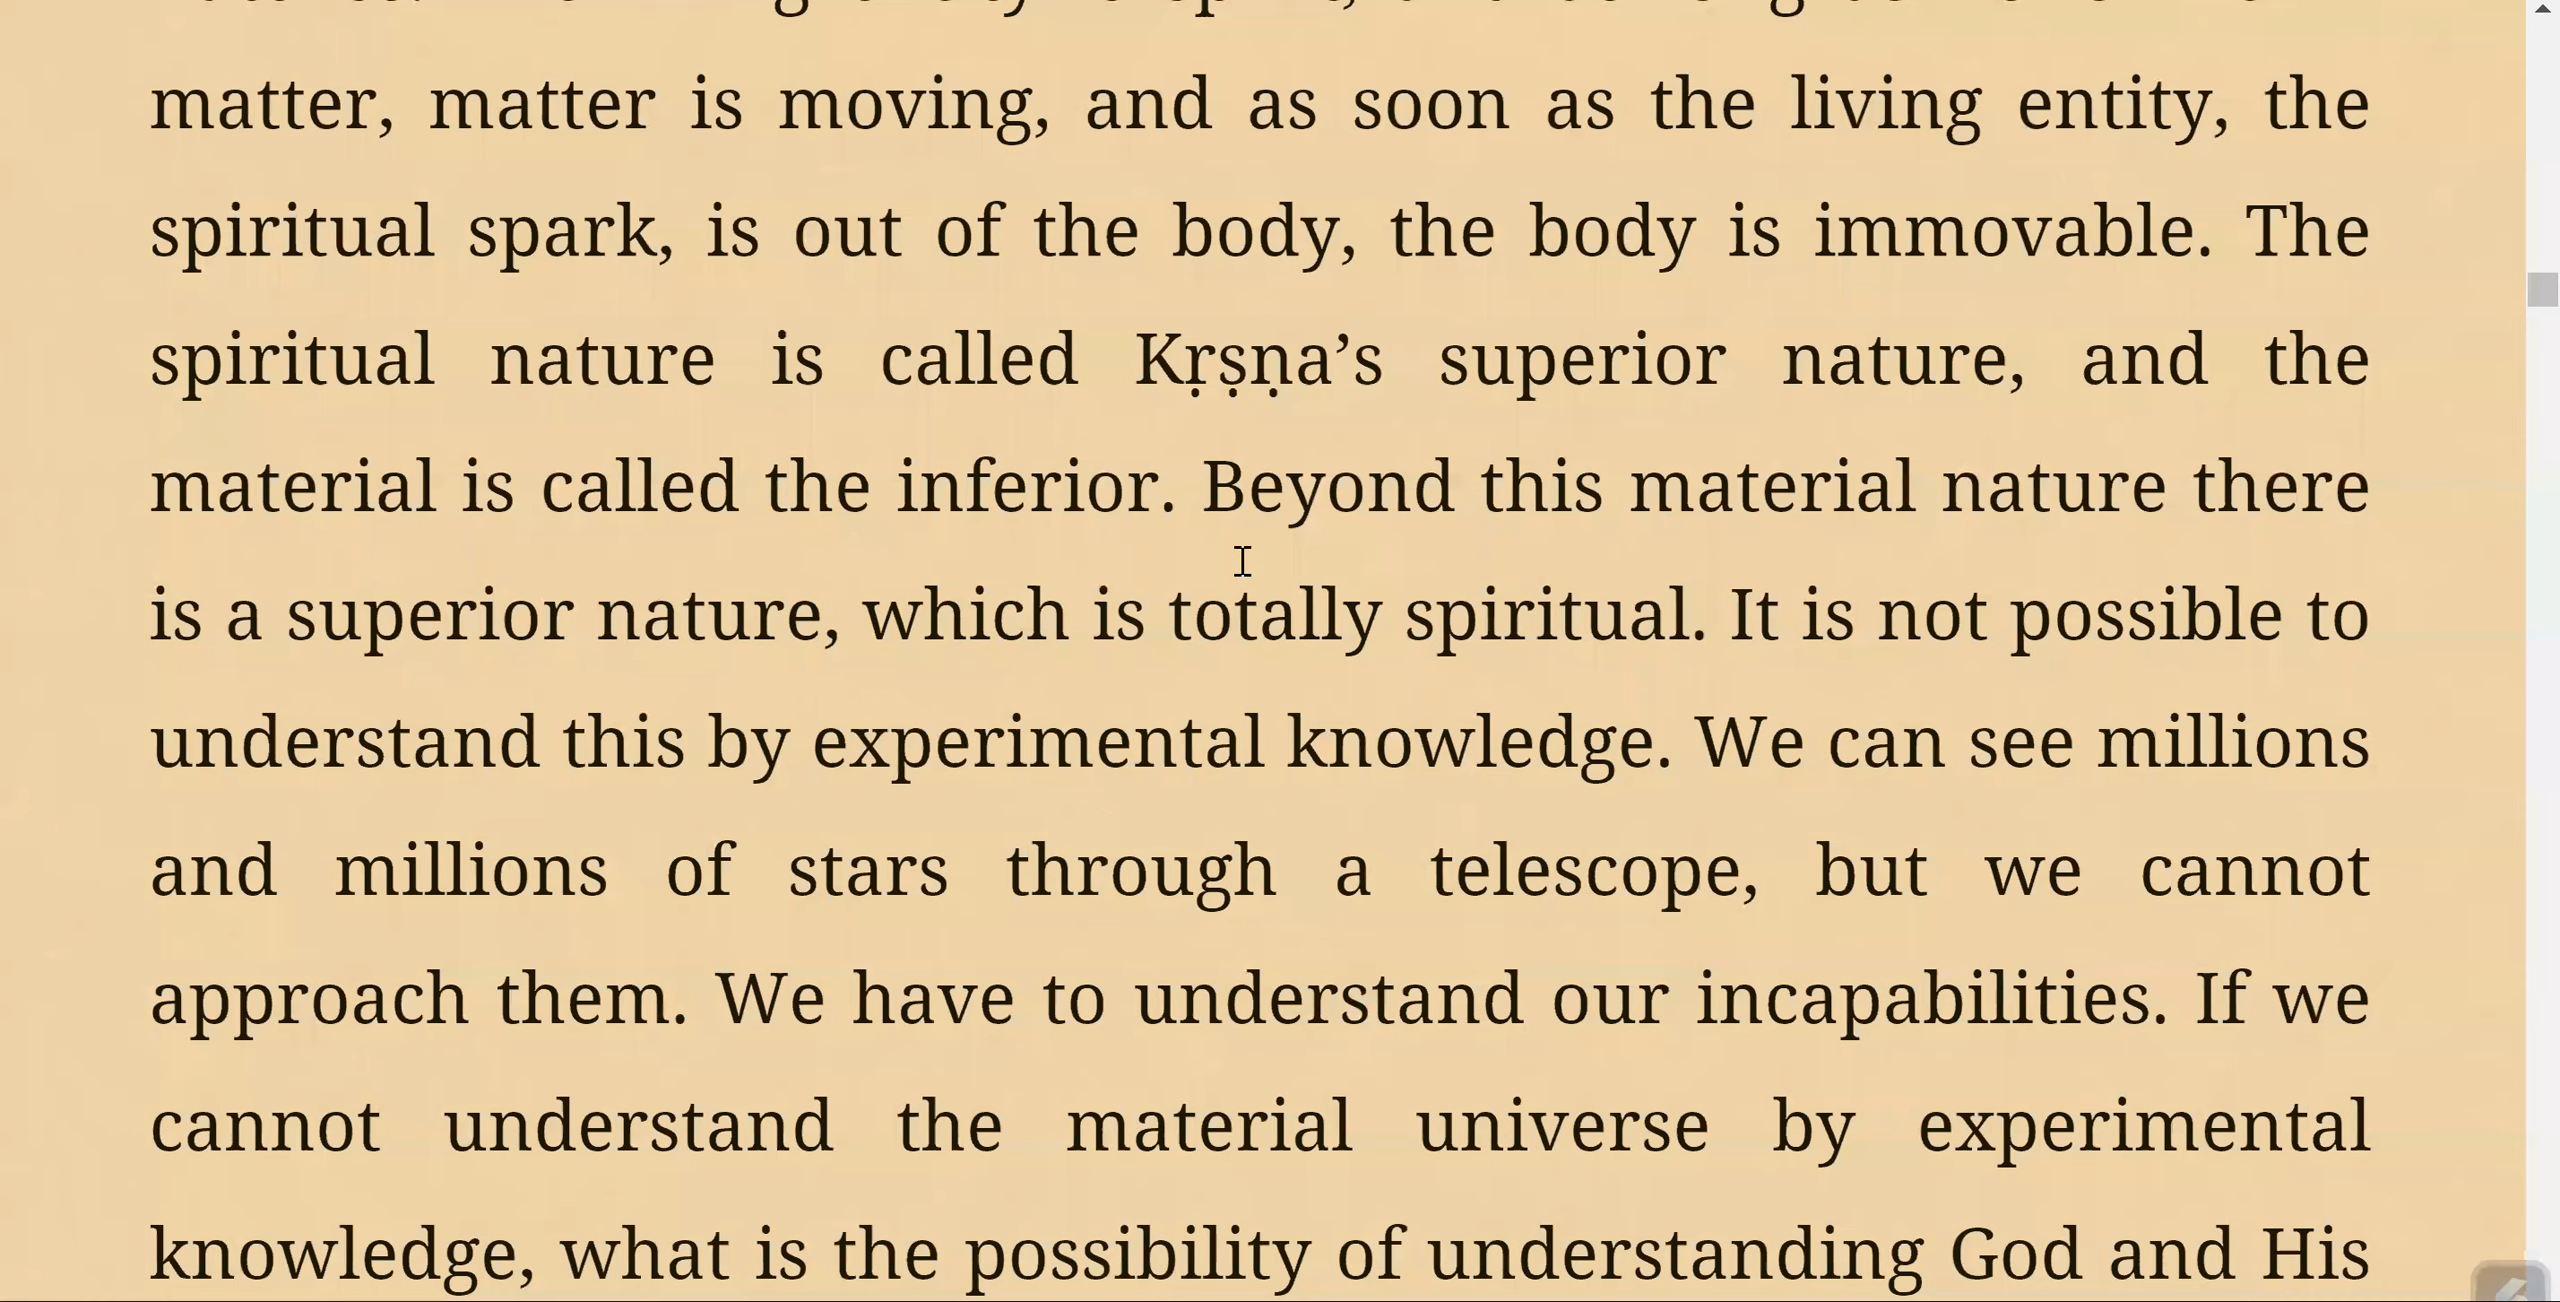 matter, matter is moving, and as soon as the living entity, the
spiritual spark, is out of the body, the body is immovable. The
spiritual nature is called Kṛṣṇa’s superior nature, and the
material is called the inferior. Beyond this material nature there
is a superior nature, which is totally spiritual. It is not possible to
understand this by experimental knowledge. We can see millions
and millions of stars through a telescope, but we cannot
approach them. We have to understand our incapabilities. If we
cannot understand the material universe by experimental
knowledge, what is the possibility of understanding God and His